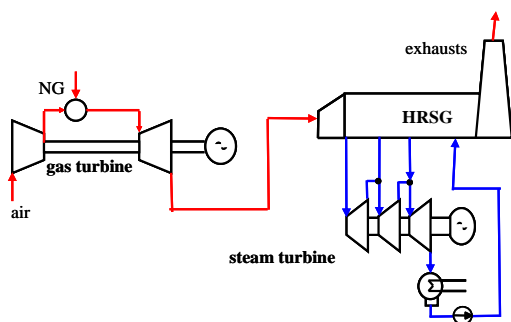 exhausts
NG
HRSG
gas turbine
air
steam turbine